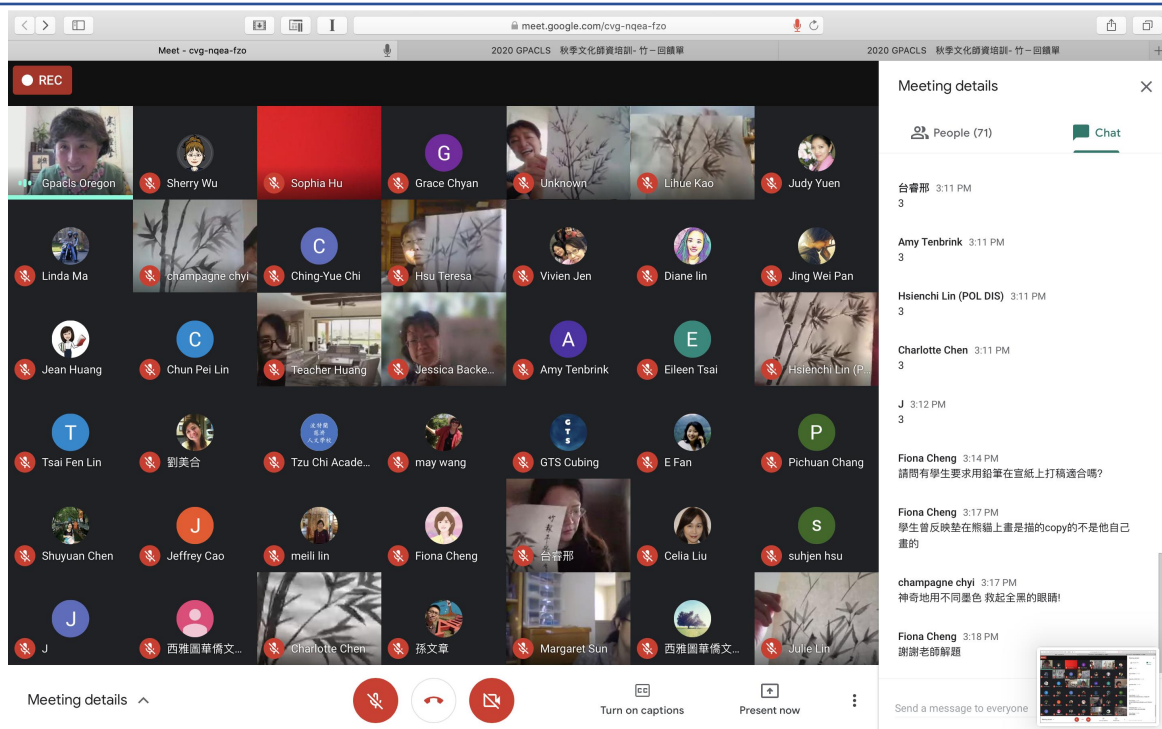 meet.google.com/cvg-nqea-fzo
Meet - cvg-nqea-fzo
2020 GPACLS 秋季文化師資培訓- 竹－回饋單
2020 GPACLS 秋季文化師資培訓- 竹－回饋單
REC
Gpacls Oregon
Sherry Wu
Sophia Hu
G
Grace Chyan
Unknown
Lihue Kao
Judy Yuen
Linda Ma
champagne chyi
C
Ching-Yue Chi
Hsu Teresa
Vivien Jen
Diane lin
Jing Wei Pan
Jean Huang
C
Chun Pei Lin
Teacher Huang
Jessica Backe...
A
Amy Tenbrink
E
Eileen Tsai
Hsienchi Lin (P...
T
Tsai Fen Lin
劉美合
Tzu Chi Acade...
may wang
G
T
S
GTS Cubing
E Fan
P
Pichuan Chang
Shuyuan Chen
J
Jeffrey Cao
meili lin
Fiona Cheng
台睿邢
Celia Liu
s
suhjen hsu
J
J
西雅圖華僑文...
Charlotte Chen
孫文章
Margaret Sun
西雅圖華僑文...
Julie Lin
Meeting details
People (71)
Chat
台睿邢 3:11 PM
3
Amy Tenbrink 3:11 PM
3
Hsienchi Lin (POL DIS) 3:11 PM
3
Charlotte Chen 3:11 PM
3
J 3:12 PM
3
Fiona Cheng 3:14 PM
請問有學生要求用鉛筆在宣紙上打稿適合嗎?
Fiona Cheng 3:17 PM
學生曾反映墊在熊貓上畫是描的copy的不是他自己
畫的
champagne chyi 3:17 PM
神奇地用不同墨色 救起全黑的眼睛!
Fiona Cheng 3:18 PM
謝謝老師解題
Send a message to everyone
Meeting details
Turn on captions
Present now